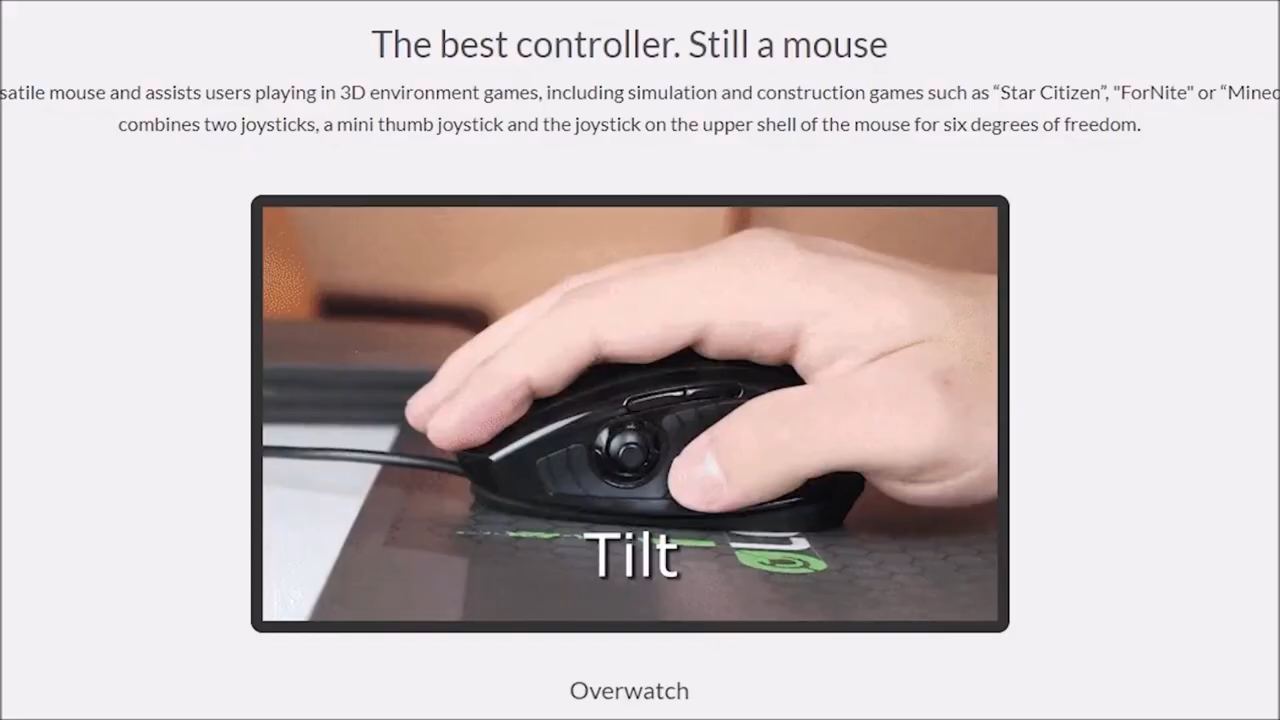 The best controller. Still a mouse
satile mouse and assists users playing in 3D environment games, including simulation and construction games such as “Star Citizen”, "ForNite" or “Minec
combines two joysticks, a mini thumb joystick and the joystick on the upper shell of the mouse for six degrees of freedom.
Tilt
Overwatch